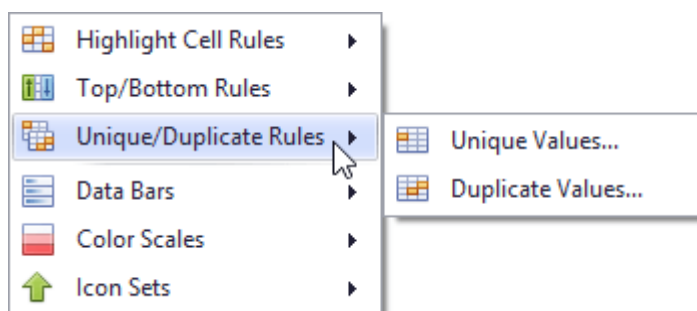 Highlight Cell Rules
Top/Bottom Rules
Unique/Duplicate Rules
Unique Values...
Duplicate Values...
Data Bars
Color Scales
Icon Sets